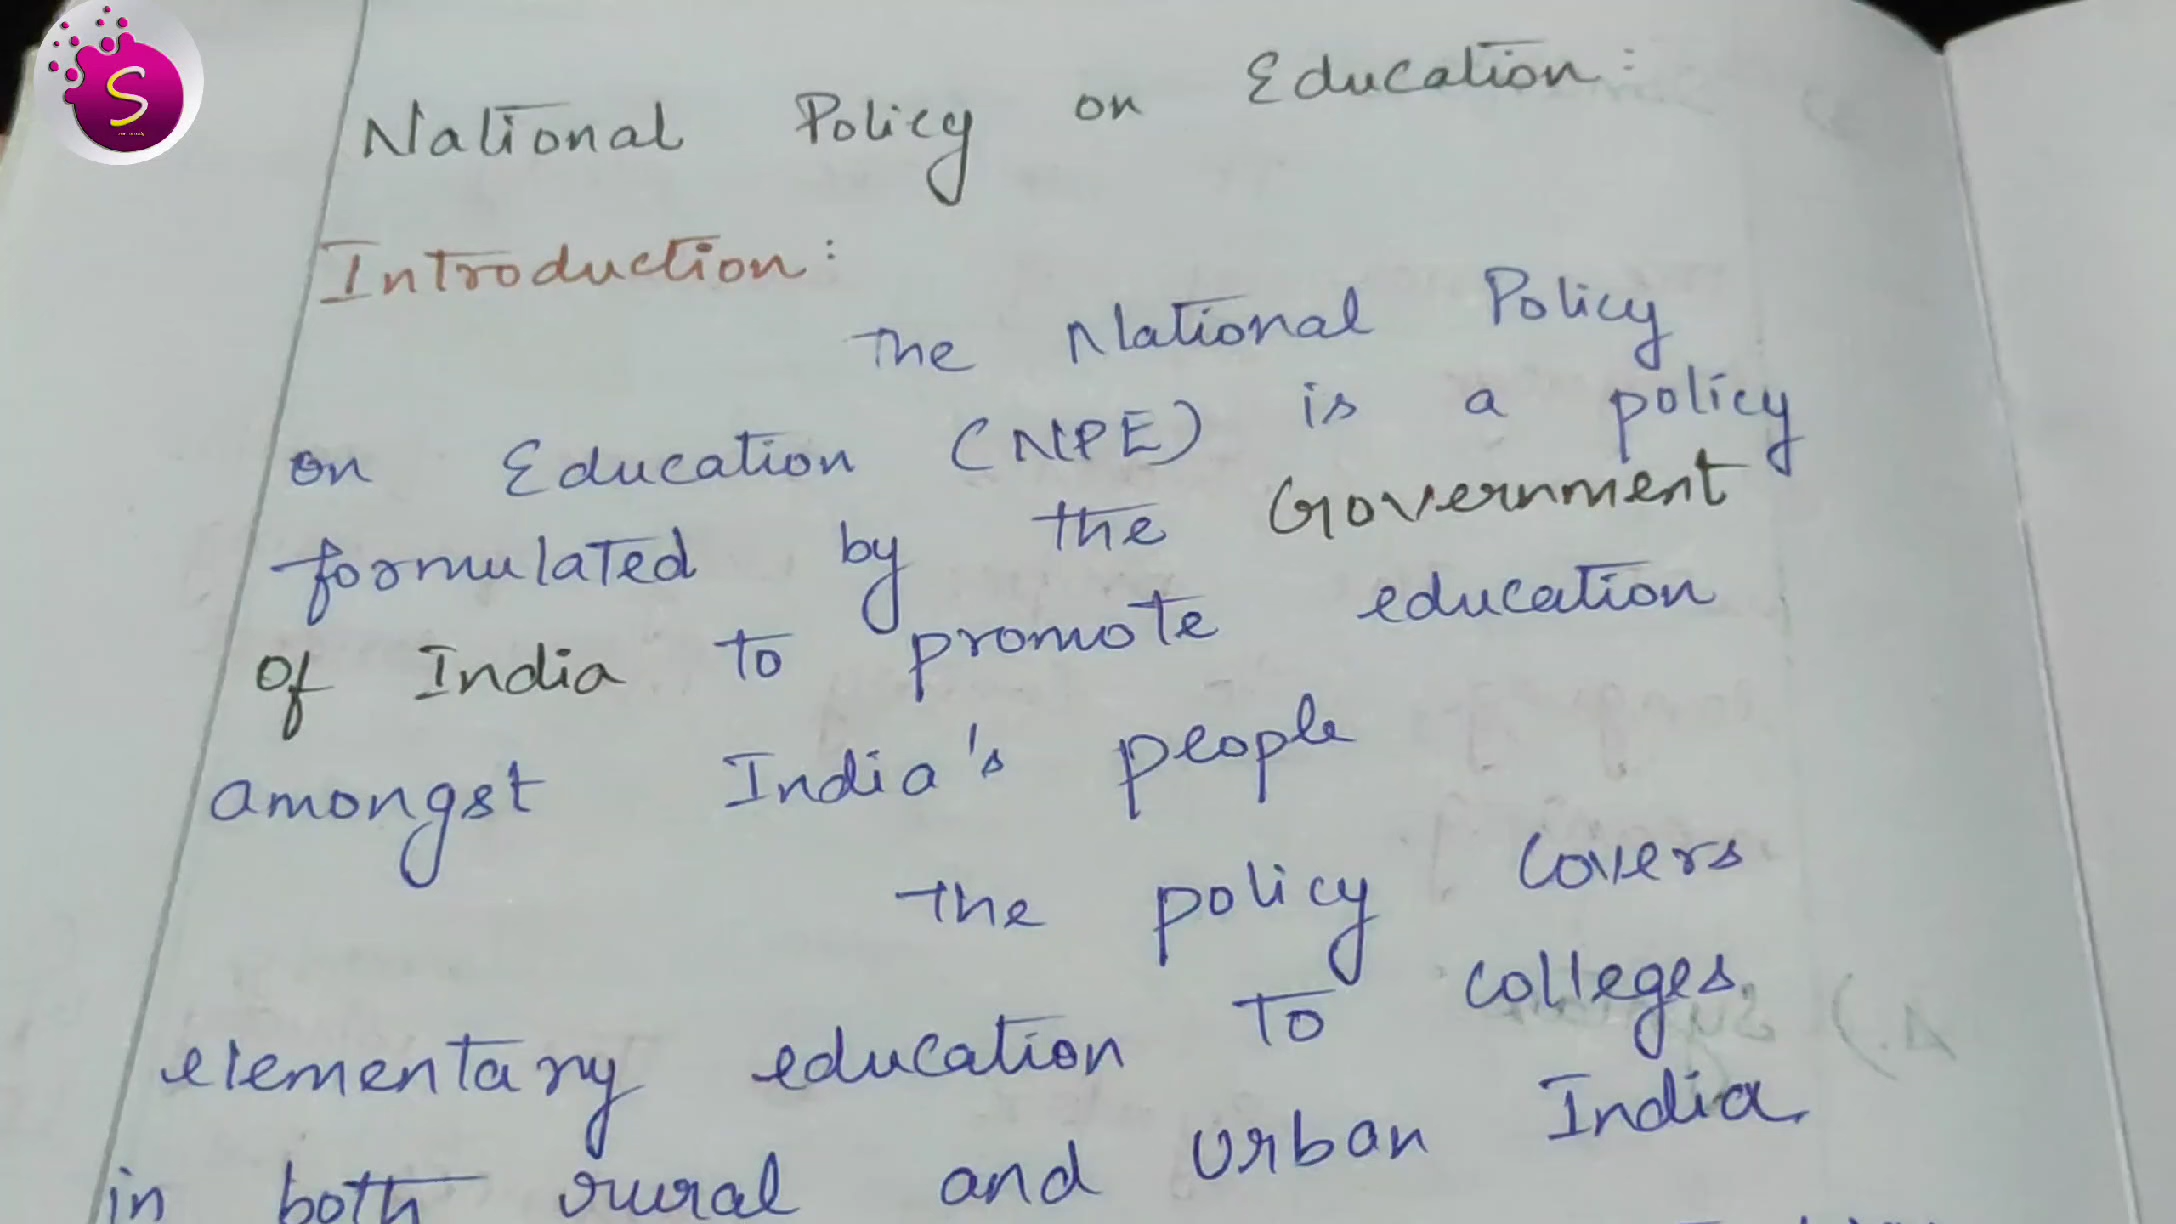 S
National Policy on Education:
Introduction:
The National Policy
on Education (NPE) is a policy
formulated by the Government
of India to promote education
amongst India's people
The policy covers
elementary education to colleges
in both rural and urban India.